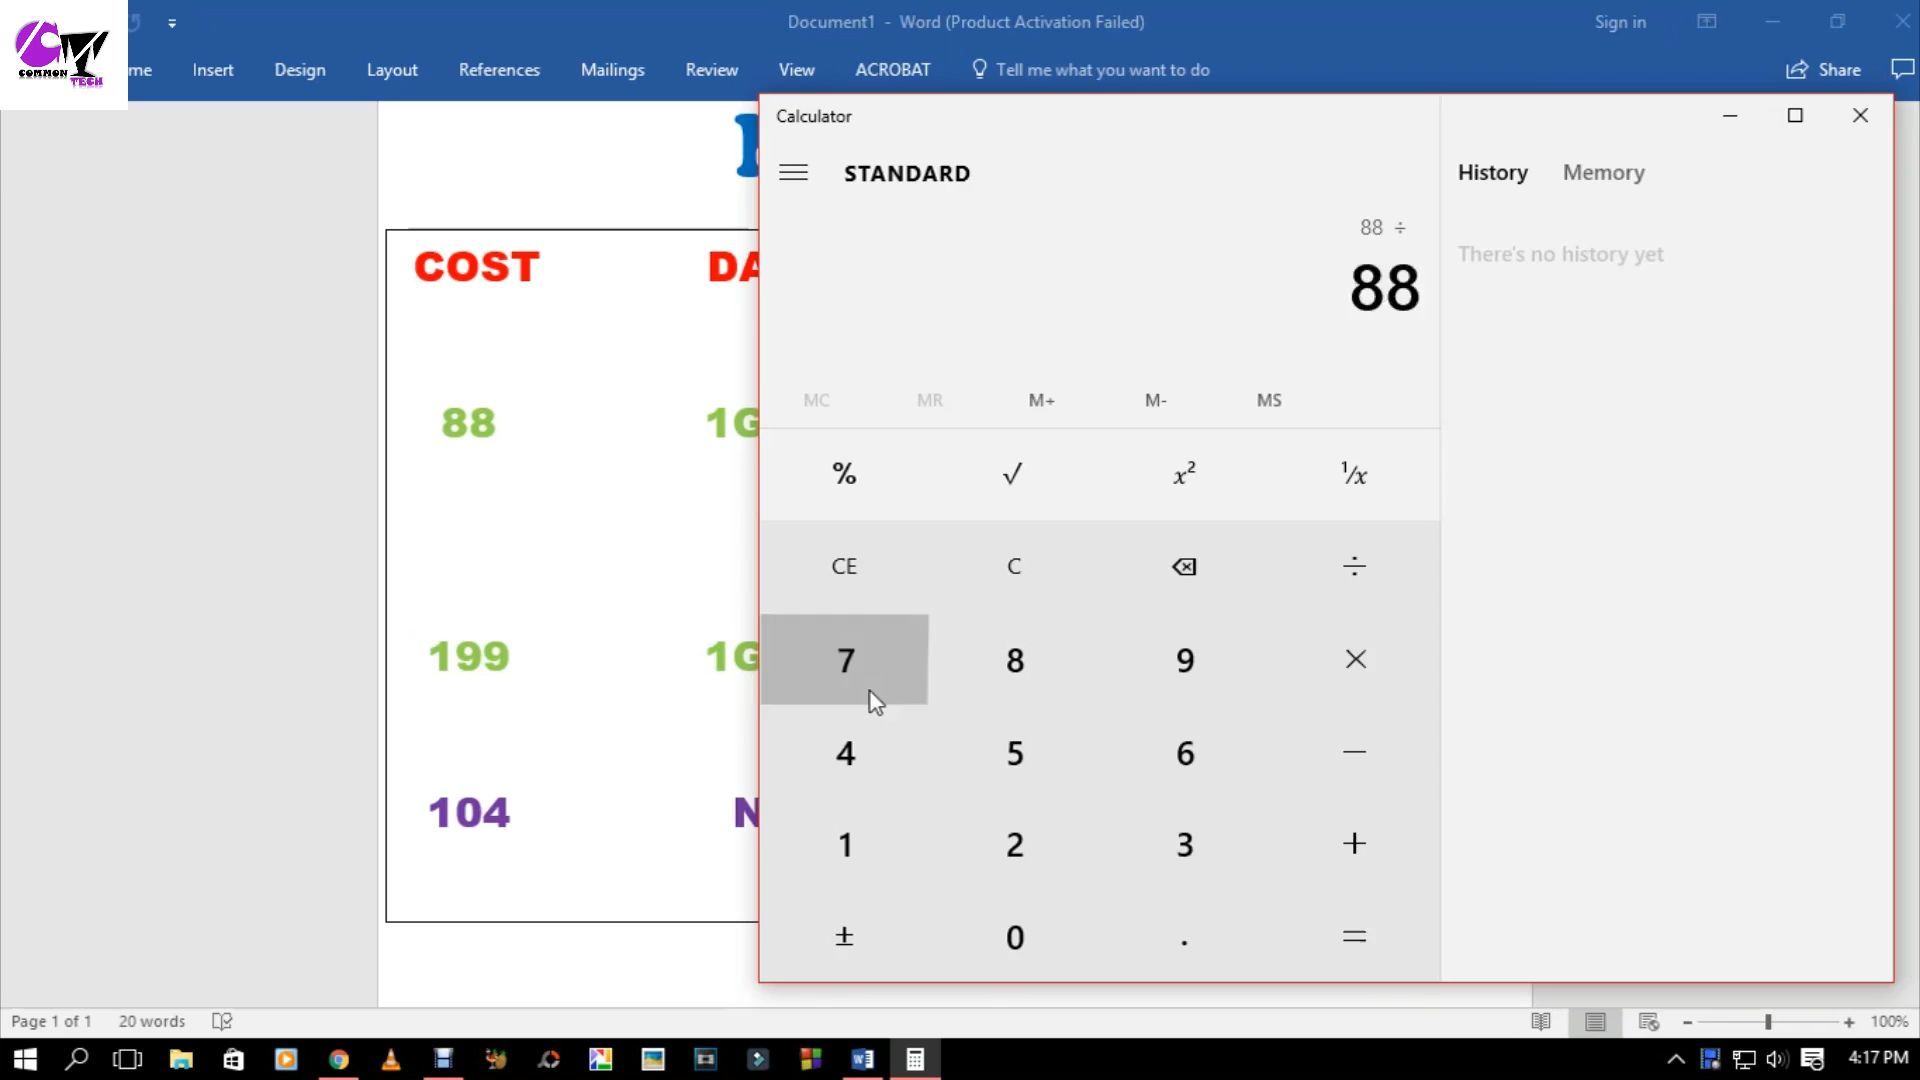 Document1 - Word (Product Activation Failed)
Sign in
COMMON
TECH
me
Insert
Design
Layout
References
Mailings
Review
View
ACROBAT
Tell me what you want to do
Share
Calculator
STANDARD
History
Memory
88 ÷
88
There's no history yet
MC
MR
M+
M-
MS
%
√
x²
¹/x
CE
C
÷
7
8
9
×
4
5
6
−
1
2
3
+
±
0
.
=
COST
DA
88
1G
199
1G
104
N
Page 1 of 1
20 words
100%
4:17 PM